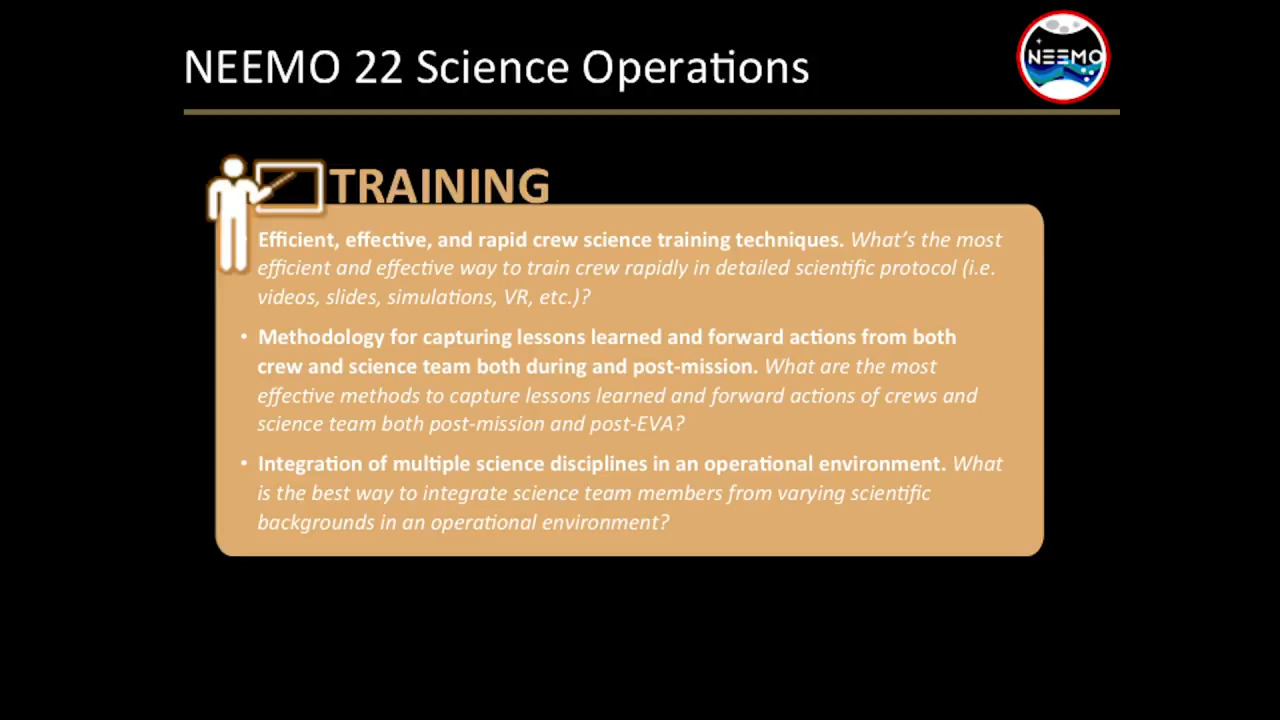 NEEMO 22 Science Operations
NEEMO
TRAINING
Efficient, effective, and rapid crew science training techniques. What's the most
efficient and effective way to train crew rapidly in detailed scientific protocol (i.e.
videos, slides, simulations, VR, etc.)?
• Methodology for capturing lessons learned and forward actions from both
crew and science team both during and post-mission. What are the most
effective methods to capture lessons learned and forward actions of crews and
science team both post-mission and post-EVA?
• Integration of multiple science disciplines in an operational environment. What
is the best way to integrate science team members from varying scientific
backgrounds in an operational environment?